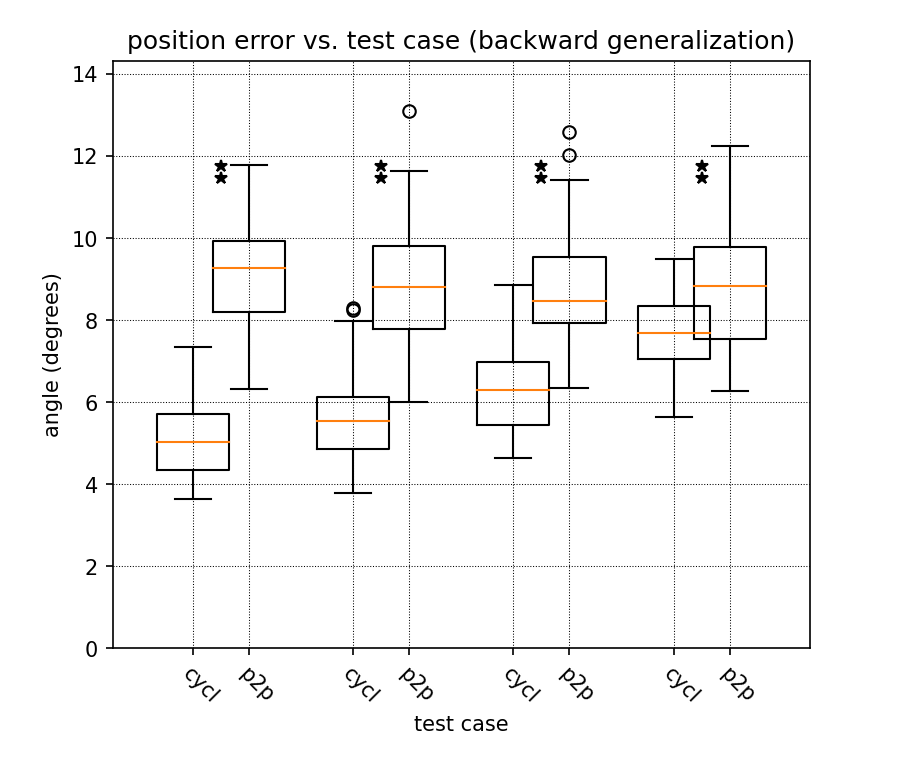 position error vs. test case (backward generalization)
14
12
10
8
6
4
2
0
angle (degrees)
cycl p2p cycl p2p cycl p2p cycl p2p
test case